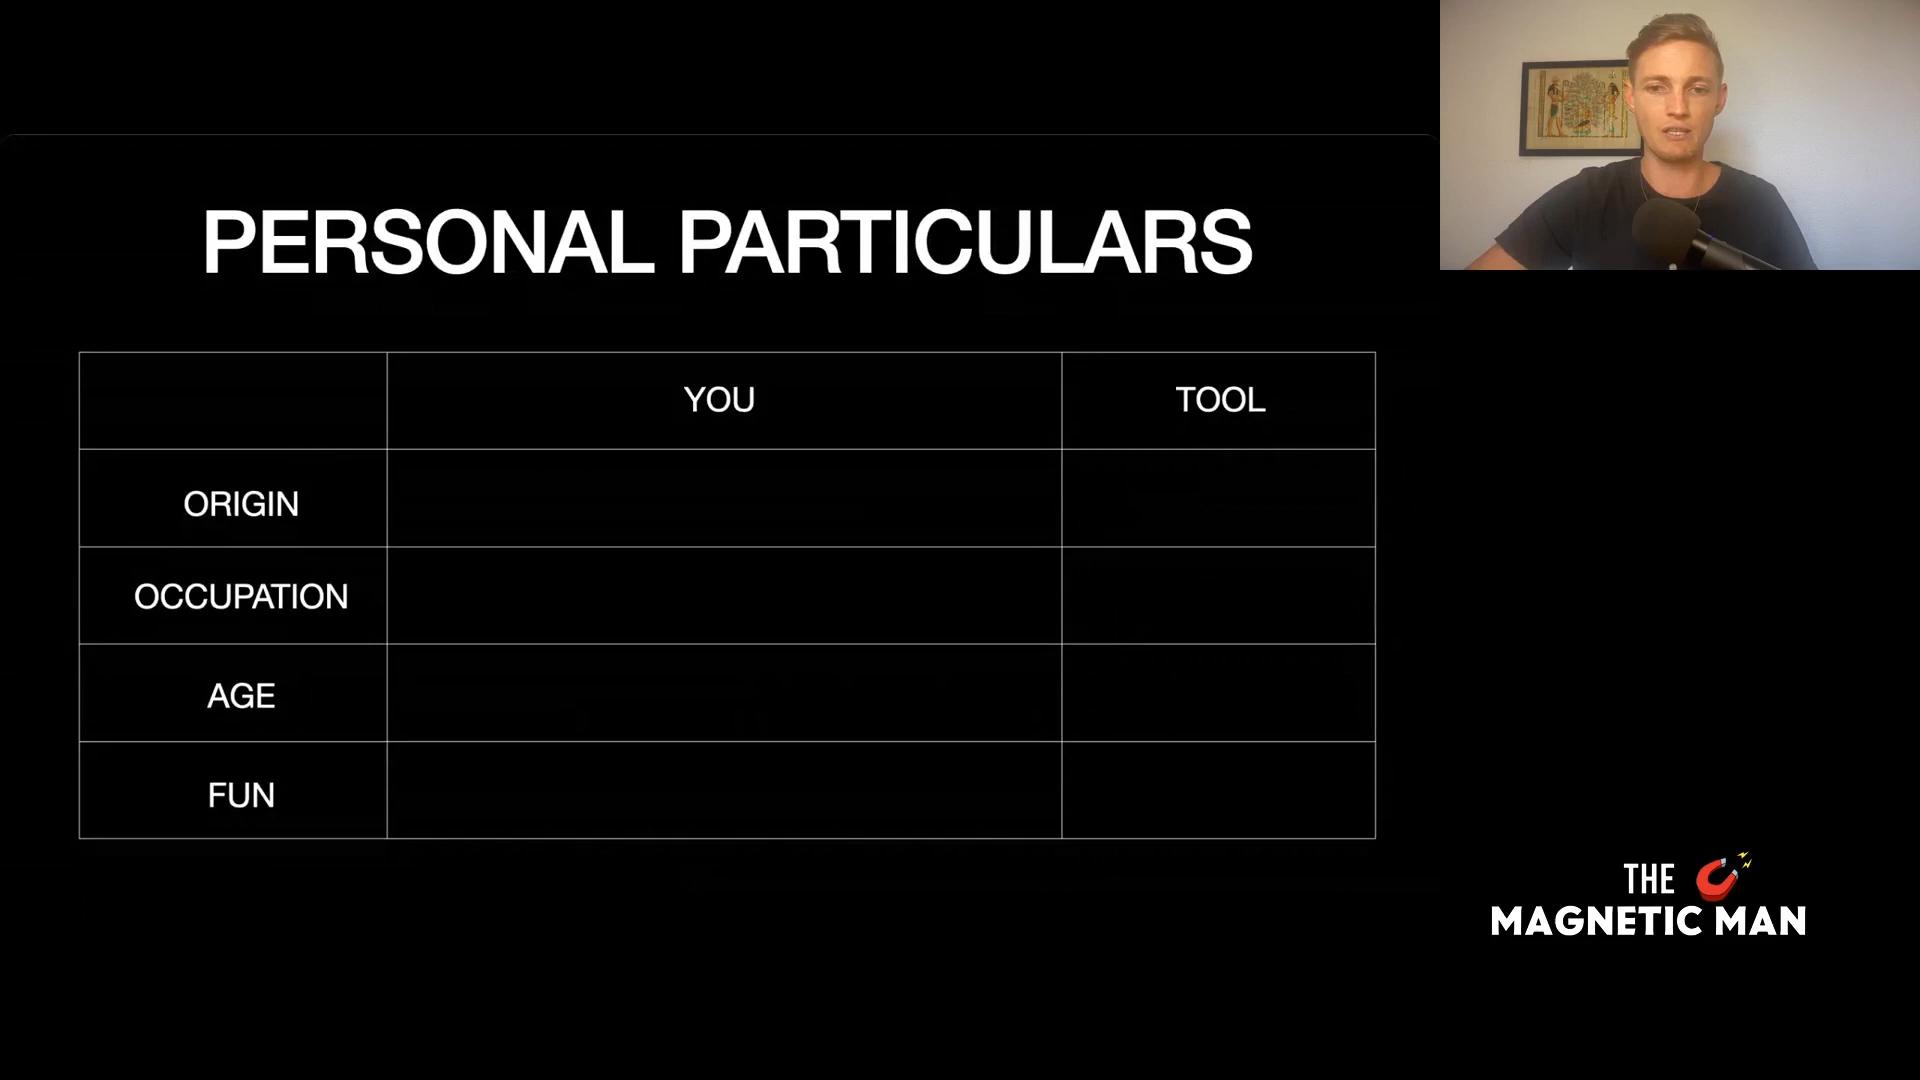 PERSONAL PARTICULARS
YOU TOOL
ORIGIN
OCCUPATION
AGE
FUN
THE
MAGNETIC MAN